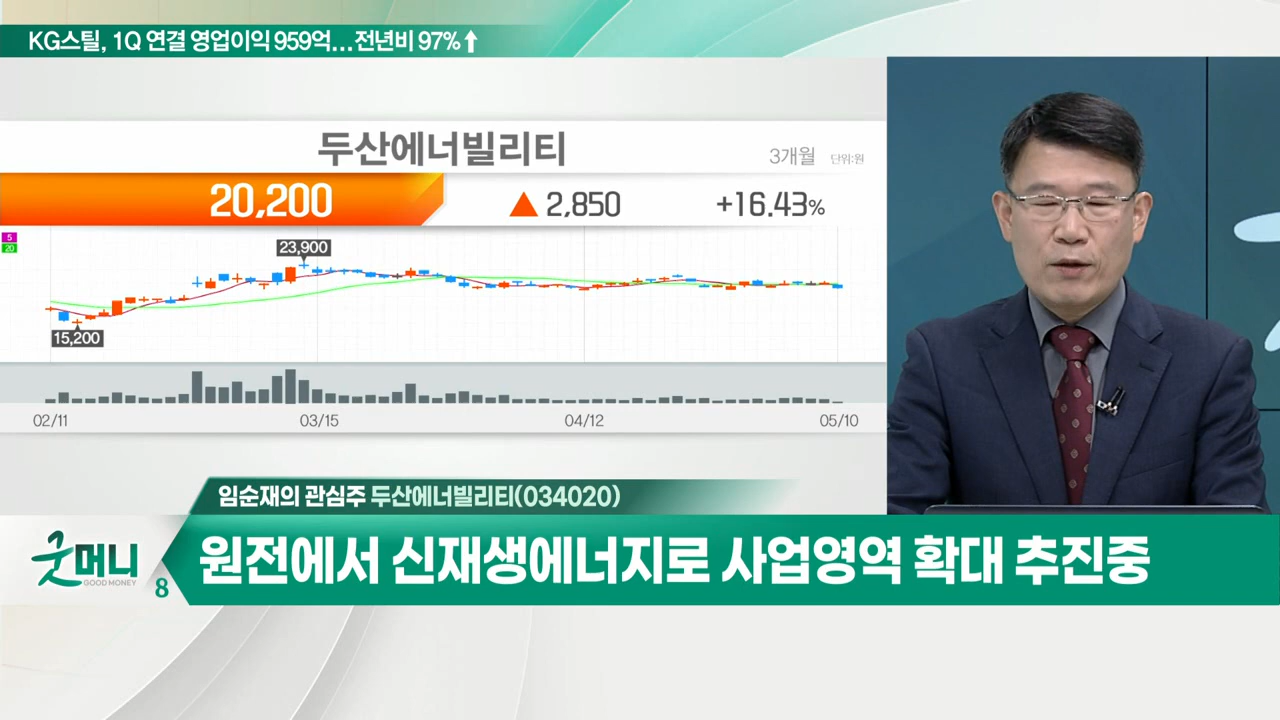 KG스틸, 1Q 연결 영업이익 959억...전년비 97%⬆
두산에너빌리티
3개월 단위:원
20,200 ▲ 2,850 +16.43%
5
20
23,900
15,200
02/11 03/15 04/12 05/10
임순재의 관심주 두산에너빌리티(034020)
원전에서 신재생에너지로 사업영역 확대 추진중
굿머니
GOOD MONEY
8